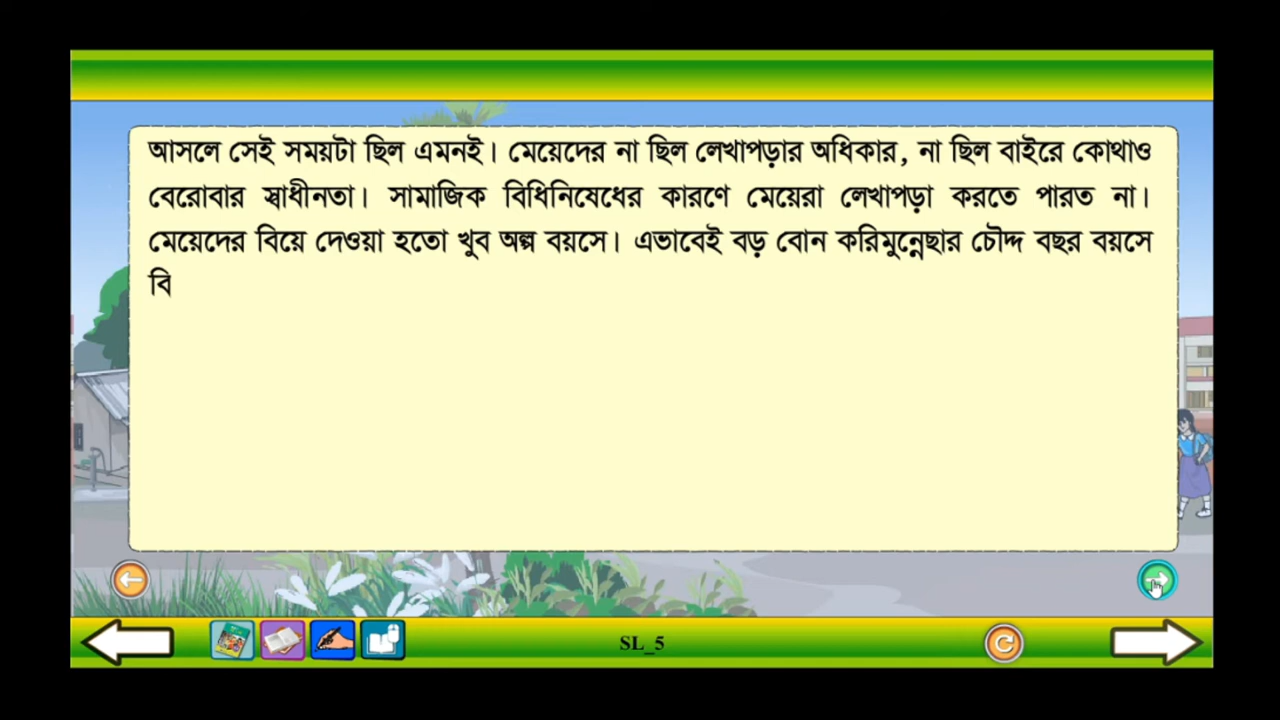 আসলে সেই সময়টা ছিল এমনই। মেয়েদের না ছিল লেখাপড়ার অধিকার, না ছিল বাইরে কোথাও
বেরোবার স্বাধীনতা। সামাজিক বিধিনিষেধের কারণে মেয়েরা লেখাপড়া করতে পারত না।
মেয়েদের বিয়ে দেওয়া হতো খুব অল্প বয়সে। এভাবেই বড় বোন করিমুন্নেছার চৌদ্দ বছর বয়সে
বি
SL_5